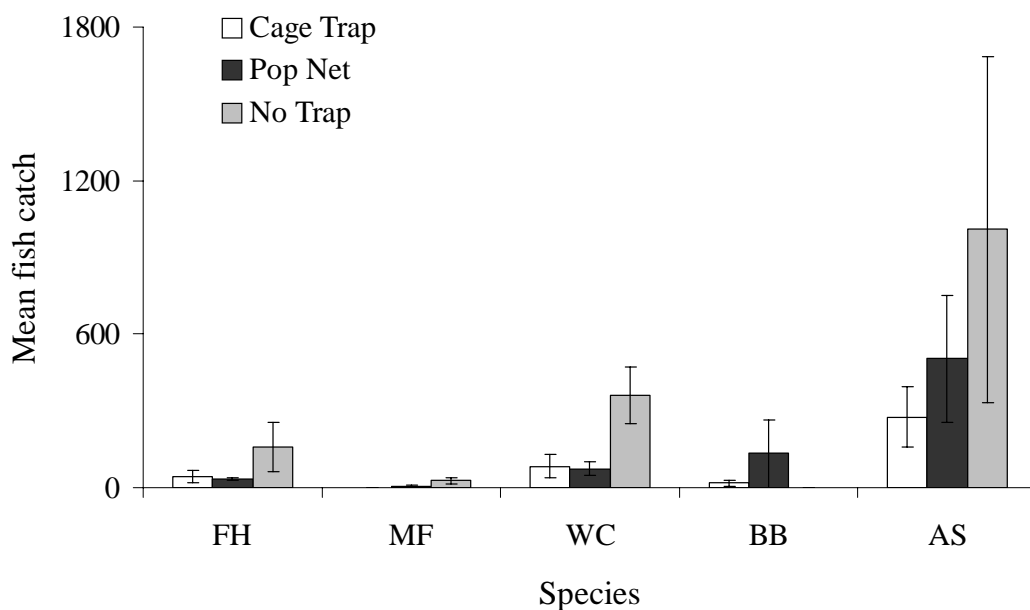 1800
Cage Trap
Pop Net
No Trap
1200
Mean fish catch
600
0
FH MF WC BB AS
Species